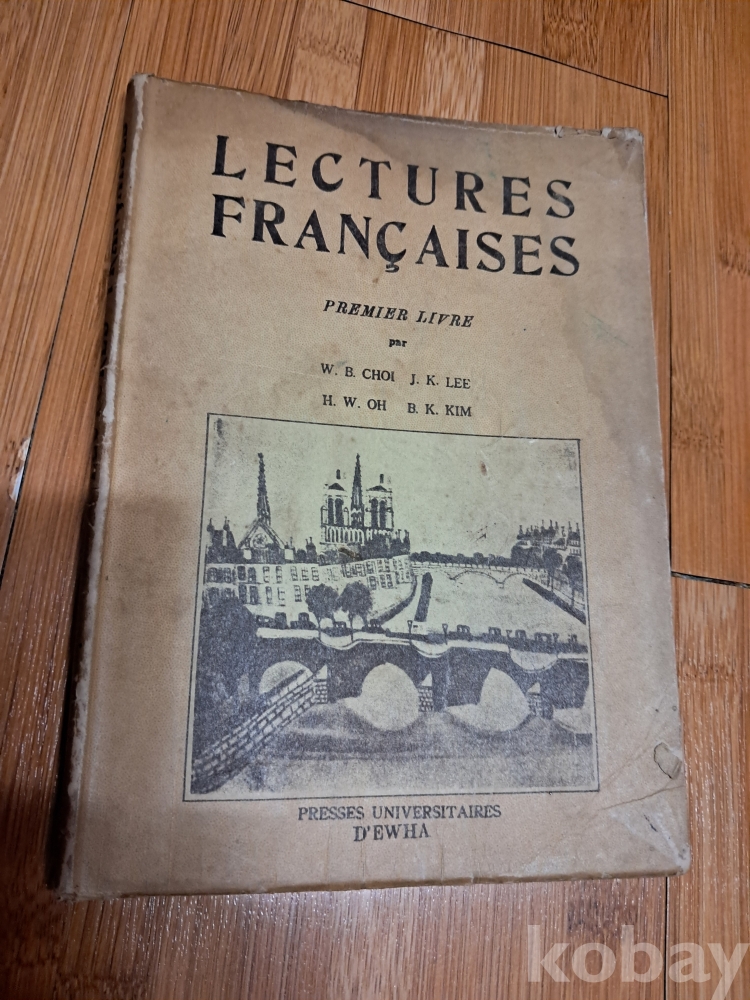 LECTURES
FRANÇAISES
PREMIER LIVRE
par
W. B. CHOI J. K. LEE
H. W. OH B. K. KIM
PRESSES UNIVERSITAIRES
D'EWHA
kobay